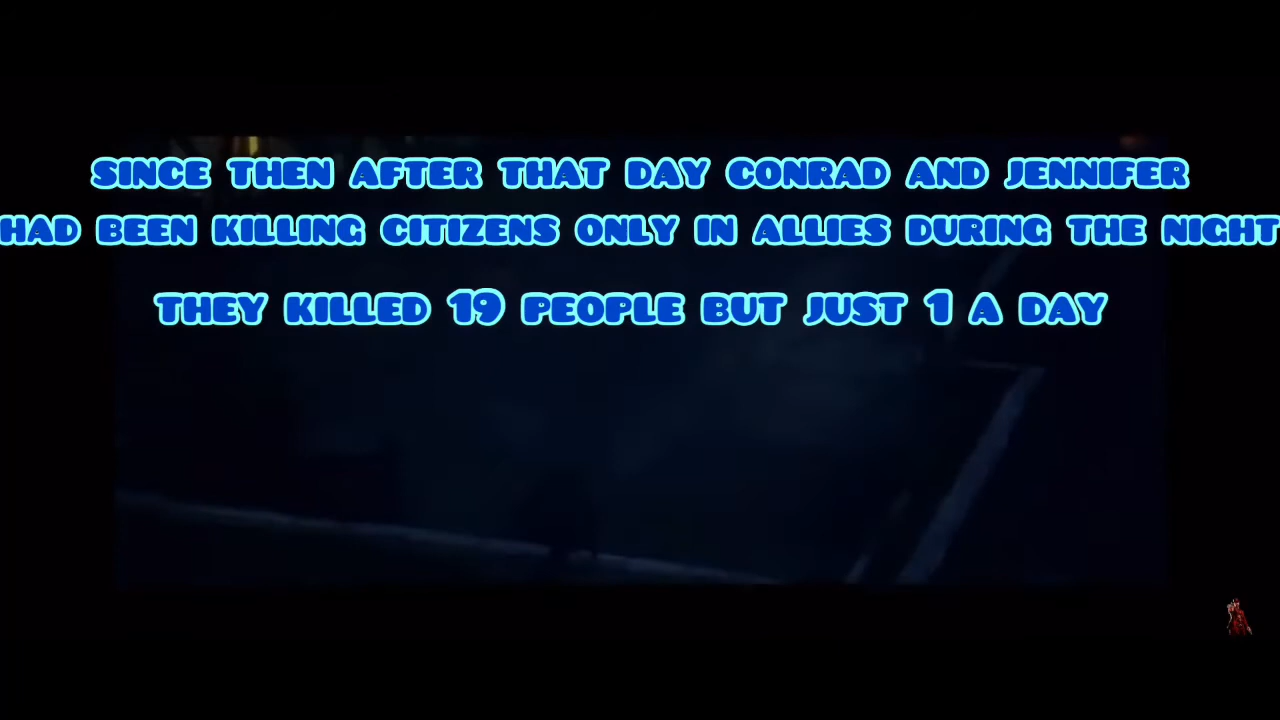 SINCE THEN AFTER THAT DAY CONRAD AND JENNIFER
HAD BEEN KILLING CITIZENS ONLY IN ALLIES DURING THE NIGHT
THEY KILLED 19 PEOPLE BUT JUST 1 A DAY